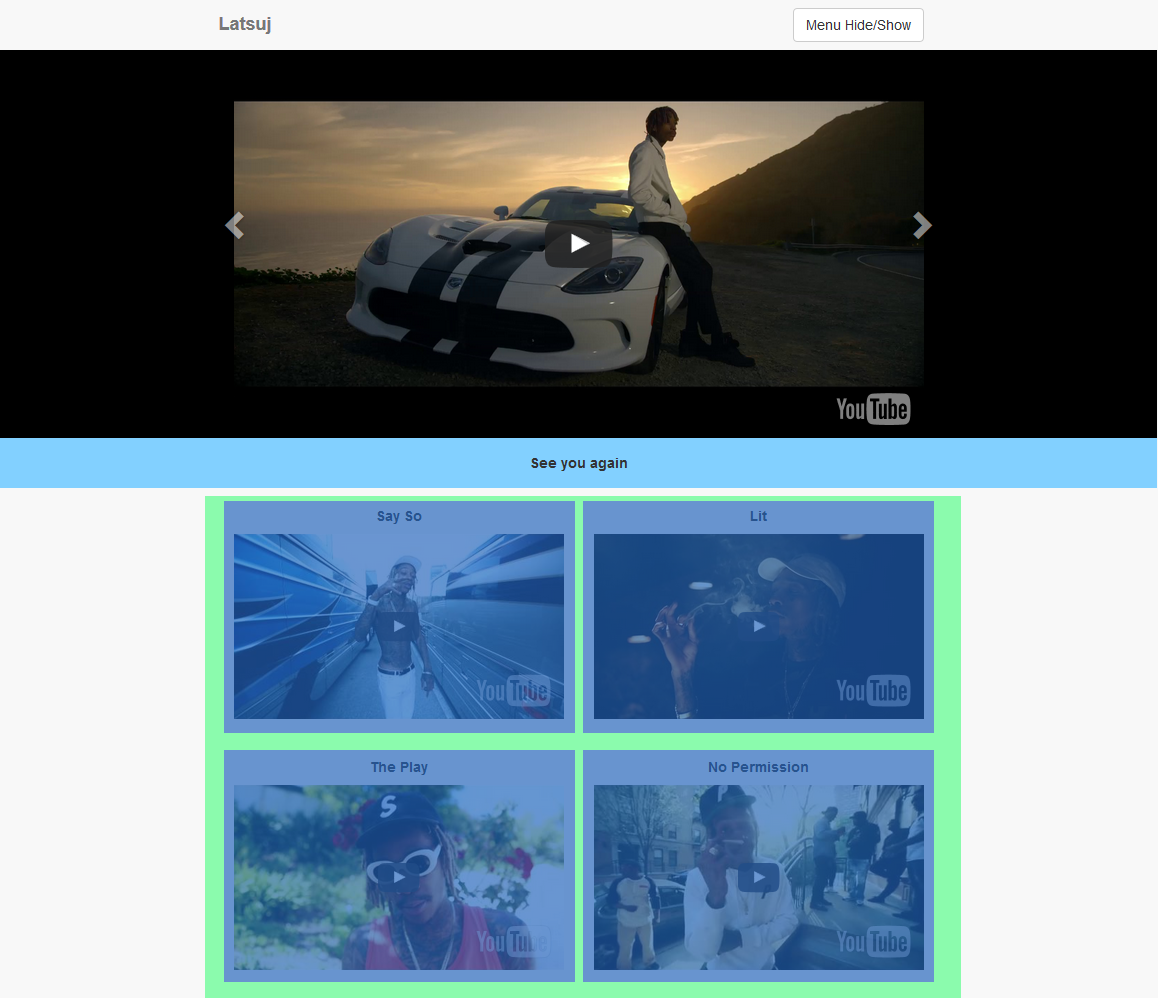 Latsuj
Menu Hide/Show
YouTube
See you again
Say So
Lit
YouTube
YouTube
The Play
No Permission
S
YouTube
YouTube